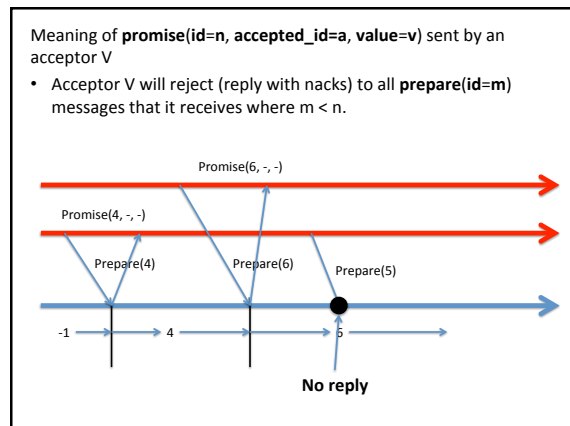 Meaning of promise(id=n, accepted_id=a, value=v) sent by an
acceptor V
• Acceptor V will reject (reply with nacks) to all prepare(id=m)
messages that it receives where m < n.
Promise(6, -, -)
Promise(4, -, -)
Prepare(4)
Prepare(6)
Prepare(5)
-1
4
6
No reply